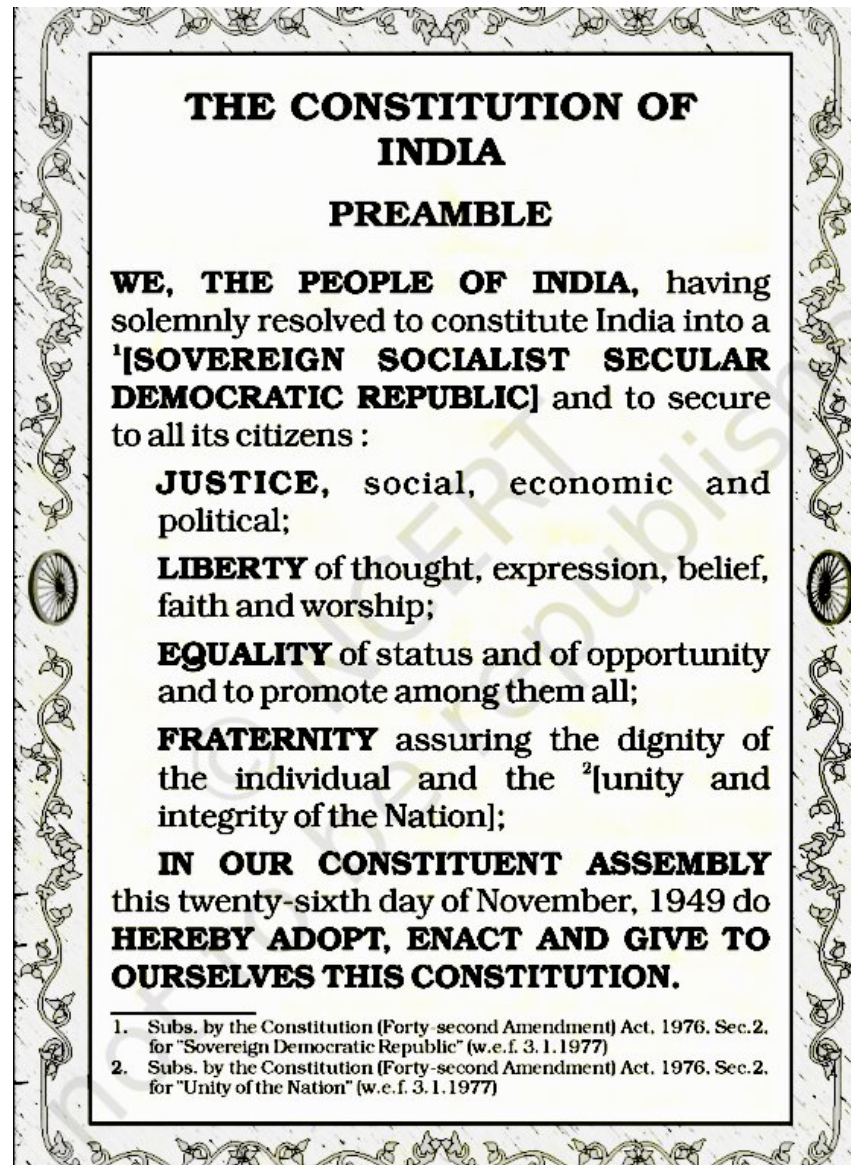 THE CONSTITUTION OF
INDIA
PREAMBLE
WE, THE PEOPLE OF INDIA, having
solemnly resolved to constitute India into a
¹[SOVEREIGN SOCIALIST SECULAR
DEMOCRATIC REPUBLIC] and to secure
to all its citizens :
JUSTICE, social, economic and
political;
LIBERTY of thought, expression, belief,
faith and worship;
EQUALITY of status and of opportunity
and to promote among them all;
FRATERNITY assuring the dignity of
the individual and the ²[unity and
integrity of the Nation];
IN OUR CONSTITUENT ASSEMBLY
this twenty-sixth day of November, 1949 do
HEREBY ADOPT, ENACT AND GIVE TO
OURSELVES THIS CONSTITUTION.
1. Subs. by the Constitution (Forty-second Amendment) Act, 1976, Sec.2,
for "Sovereign Democratic Republic" (w.e.f. 3.1.1977)
2. Subs. by the Constitution (Forty-second Amendment) Act, 1976, Sec.2,
for "Unity of the Nation" (w.e.f. 3.1.1977)
© NCERT
not to be republishe